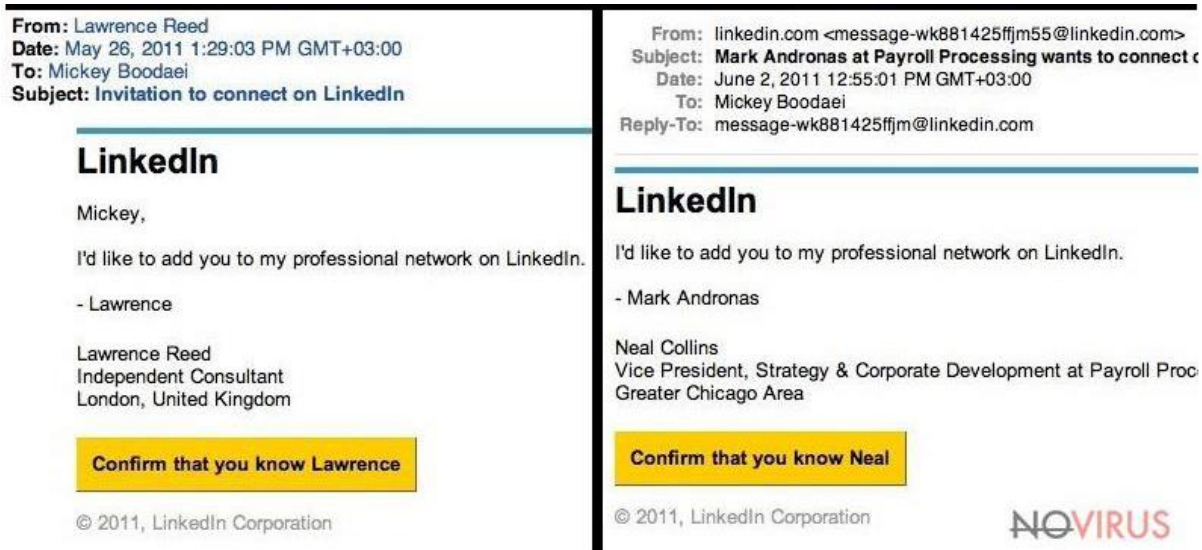 From: Lawrence Reed
Date: May 26, 2011 1:29:03 PM GMT+03:00
To: Mickey Boodaei
Subject: Invitation to connect on LinkedIn
LinkedIn
Mickey,
I'd like to add you to my professional network on LinkedIn.
- Lawrence
Lawrence Reed
Independent Consultant
London, United Kingdom
Confirm that you know Lawrence
© 2011, LinkedIn Corporation
From: linkedin.com <message-wk881425ffjm55@linkedin.com>
Subject: Mark Andronas at Payroll Processing wants to connect
Date: June 2, 2011 12:55:01 PM GMT+03:00
To: Mickey Boodaei
Reply-To: message-wk881425ffjm@linkedin.com
LinkedIn
I'd like to add you to my professional network on LinkedIn.
- Mark Andronas
Neal Collins
Vice President, Strategy & Corporate Development at Payroll Proc
Greater Chicago Area
Confirm that you know Neal
© 2011, LinkedIn Corporation
NOVIRUS